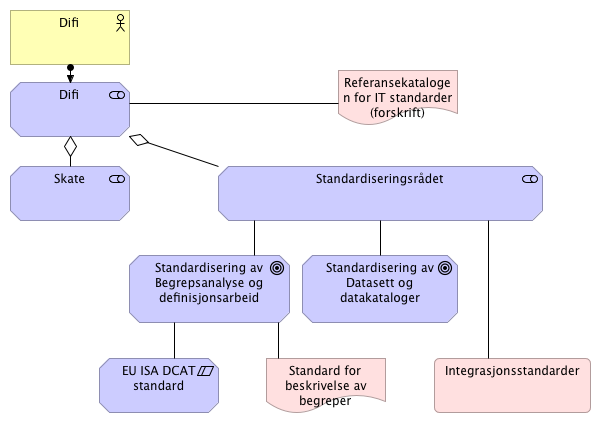 Difi
Difi
Referansekataloge
n for IT standarder
(forskrift)
Skate
Standardiseringsrådet
Standardisering av
Begrepsanalyse og
definisjonsarbeid
Standardisering av
Datasett og
datakataloger
EU ISA DCAT
standard
Standard for
beskrivelse av
begreper
Integrasjonsstandarder